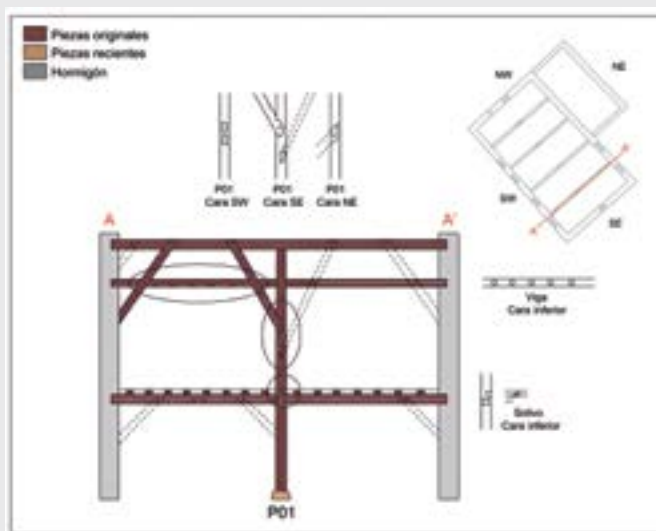 Piezas originales
Piezas recientes
Hormigón
NW
NE
SW
SE
A
A'
P01
Cara SW
P01
Cara SE
P01
Cara NE
A
A'
Viga
Cara inferior
Solivo
Cara inferior
P01